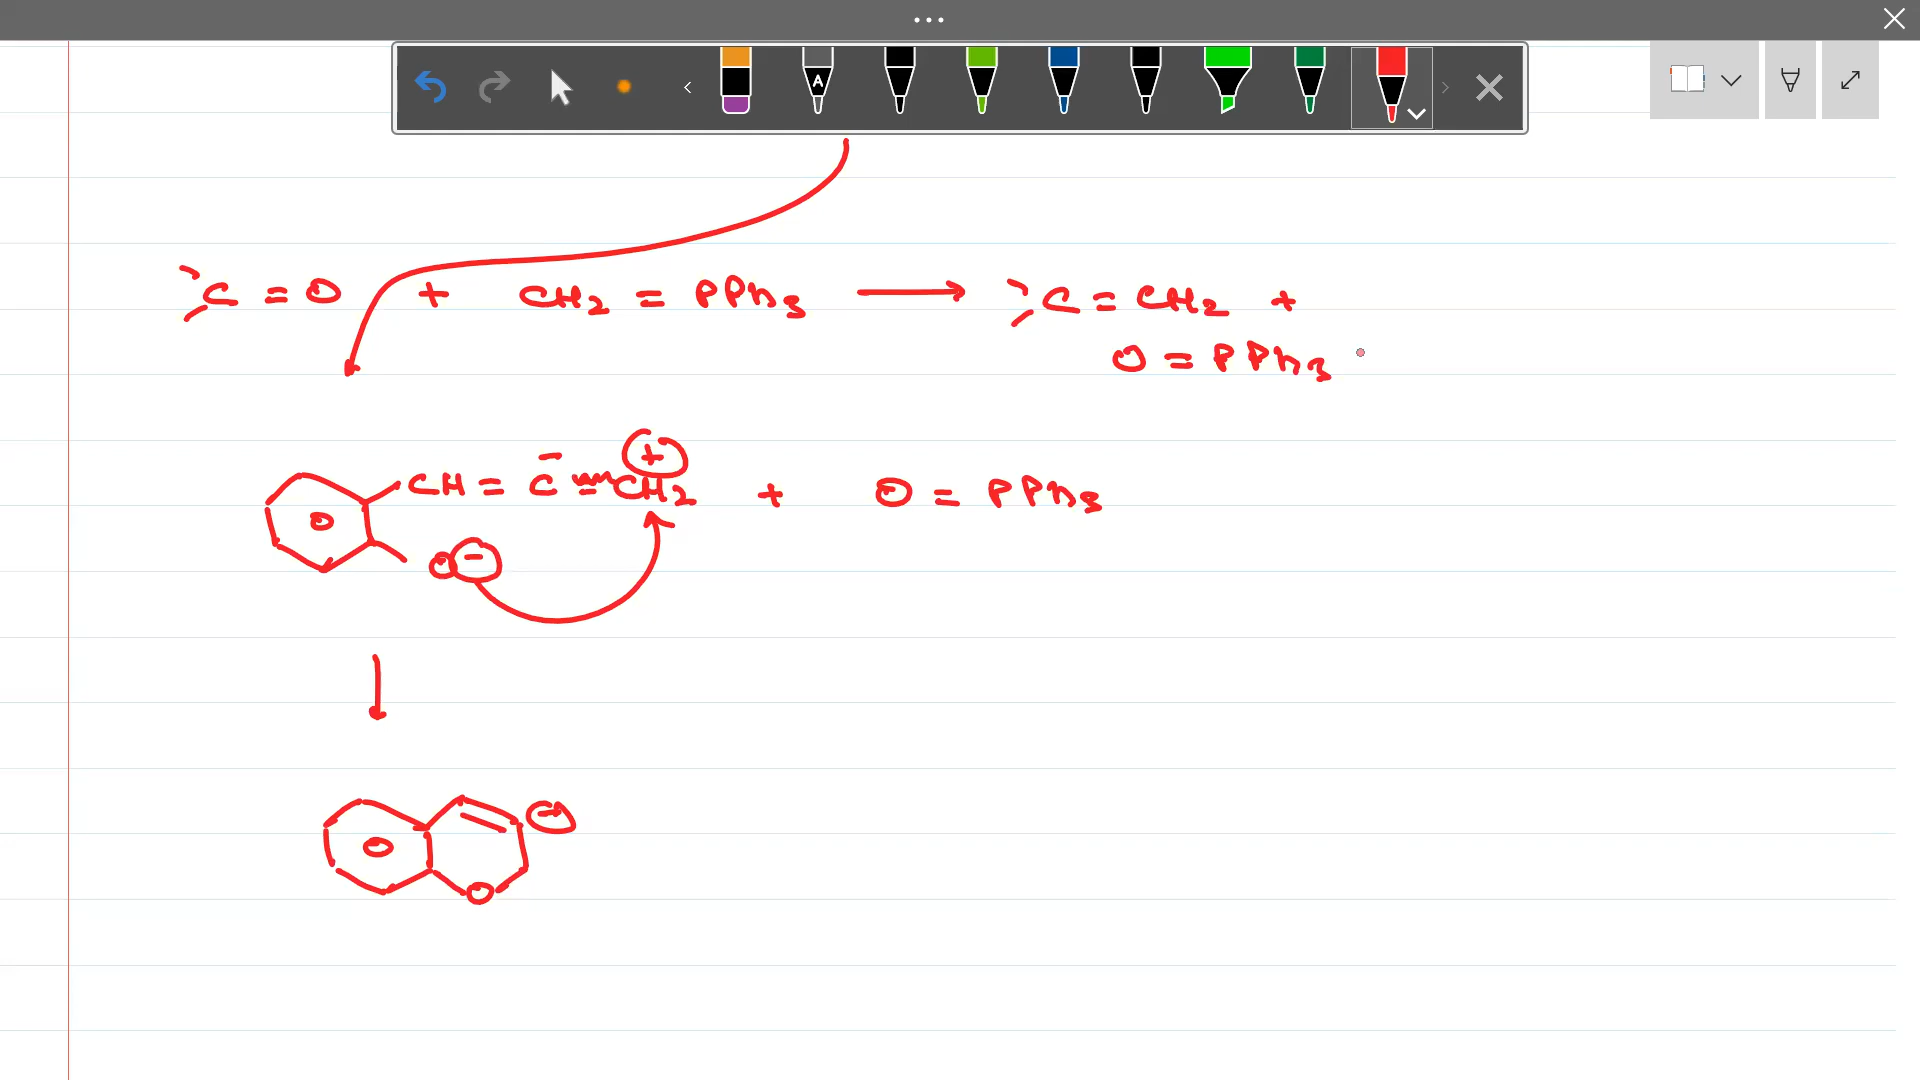 C = O + CH2 = PPh3 ⟶ C = CH2 +
O = PPh3
+
CH = C̄ = CH2 + O = PPh3
O −
−
O